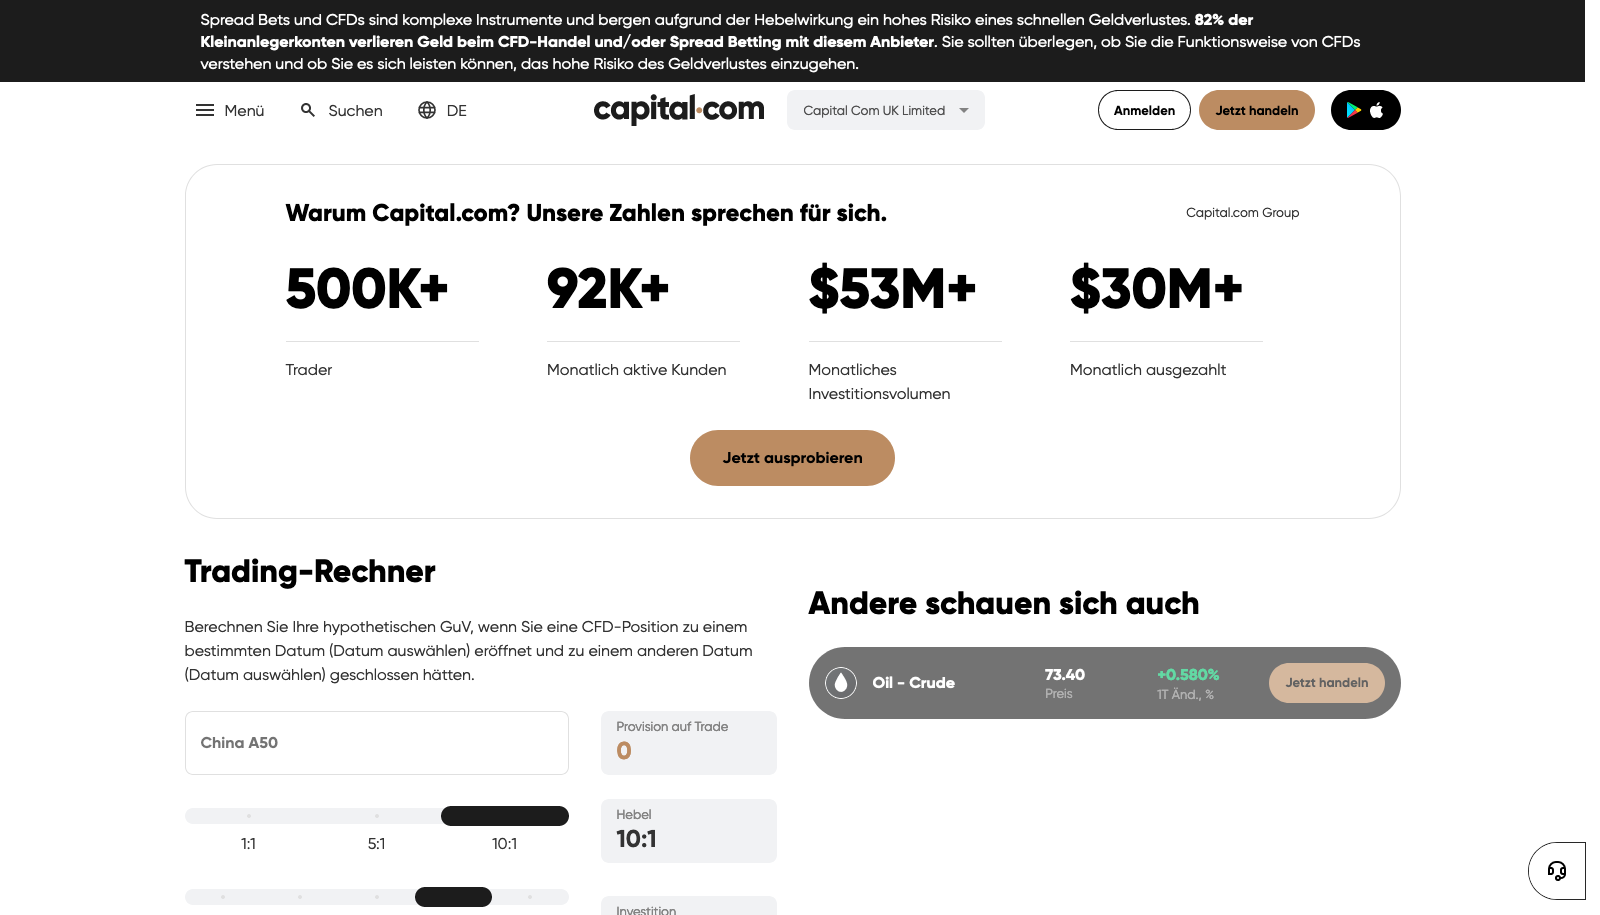 Spread Bets und CFDs sind komplexe Instrumente und bergen aufgrund der Hebelwirkung ein hohes Risiko eines schnellen Geldverlustes. 82% der
Kleinanlegerkonten verlieren Geld beim CFD-Handel und/oder Spread Betting mit diesem Anbieter. Sie sollten überlegen, ob Sie die Funktionsweise von CFDs
verstehen und ob Sie es sich leisten können, das hohe Risiko des Geldverlustes einzugehen.
Menü
Suchen
DE
capital.com
Capital Com UK Limited
Anmelden
Jetzt handeln
Warum Capital.com? Unsere Zahlen sprechen für sich.
Capital.com Group
500K+
92K+
$53M+
$30M+
Trader
Monatlich aktive Kunden
Monatliches
Investitionsvolumen
Monatlich ausgezahlt
Jetzt ausprobieren
Trading-Rechner
Berechnen Sie Ihre hypothetischen GuV, wenn Sie eine CFD-Position zu einem
bestimmten Datum (Datum auswählen) eröffnet und zu einem anderen Datum
(Datum auswählen) geschlossen hätten.
China A50
Provision auf Trade
0
1:1
5:1
10:1
Hebel
10:1
Investition
Andere schauen sich auch
Oil - Crude
73.40
Preis
+0.580%
1T Änd., %
Jetzt handeln